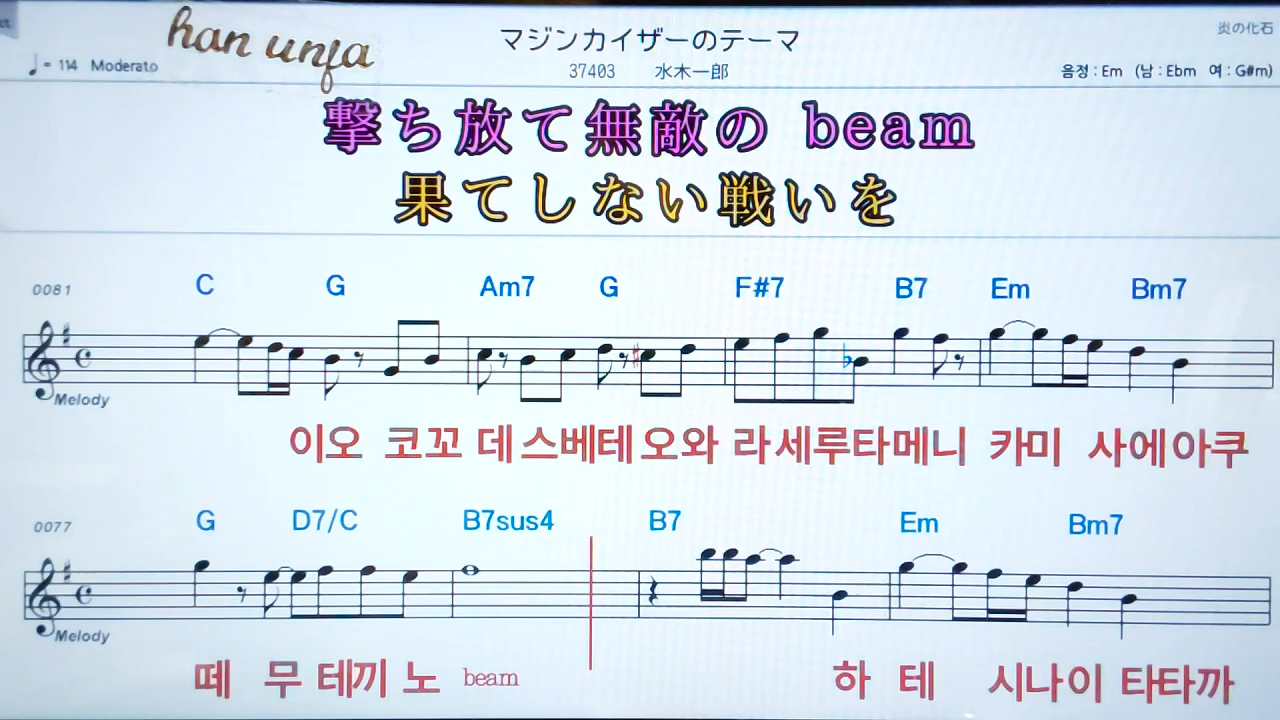 han unfa
マジンカイザーのテーマ
炎の化石
♩= 114 Moderato
37403 水木一郎
음정 : Em (남 : Ebm 여 : G#m)
撃ち放て無敵の beam
果てしない戦いを
0081 C G Am7 G F#7 B7 Em Bm7
Melody
이오 코꼬 데스베테오와 라세루타메니 카미 사에아쿠
0077 G D7/C B7sus4 B7 Em Bm7
Melody
떼 무테끼노 beam 하테 시나이 타타까